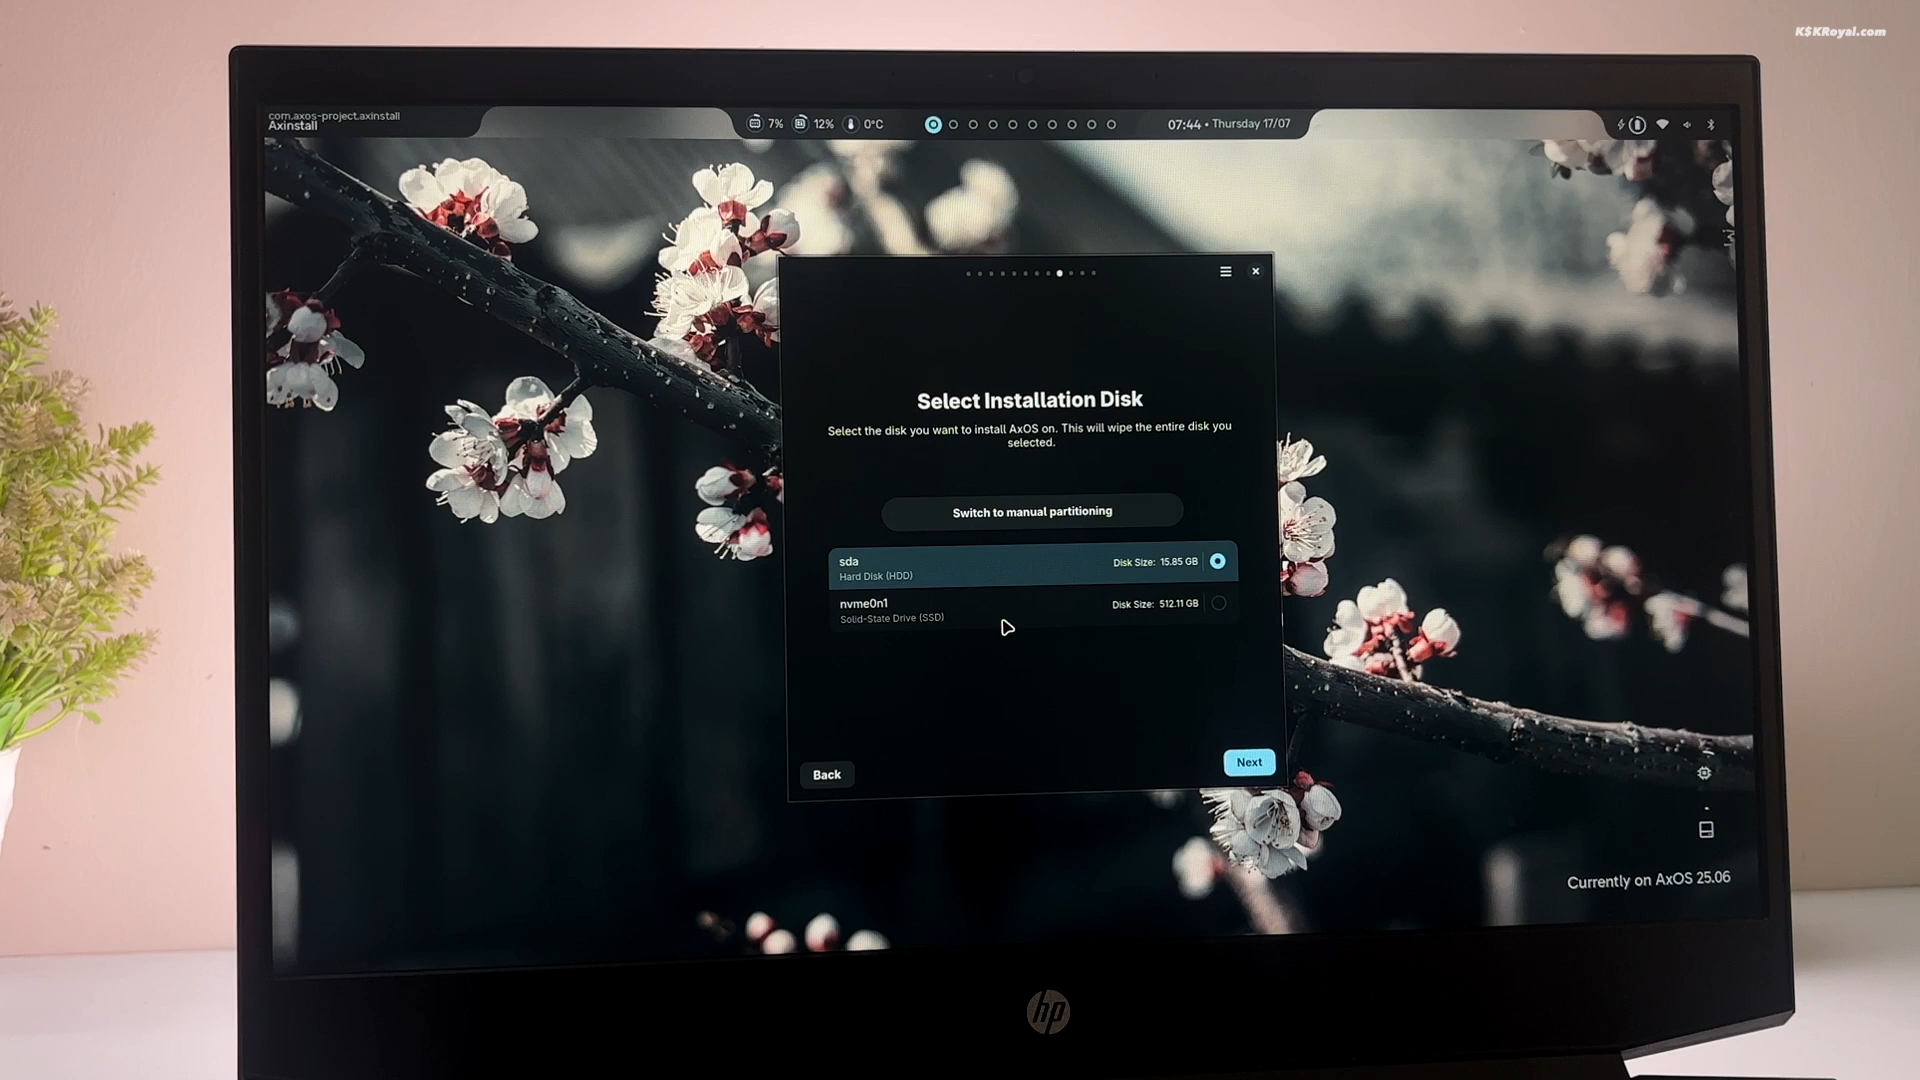 K$KRoyal.com
com.axos-project.axinstall
Axinstall
7% 12% 0°C
07:44 • Thursday 17/07
Select Installation Disk
Select the disk you want to install AxOS on. This will wipe the entire disk you
selected.
Switch to manual partitioning
sda
Hard Disk (HDD)
Disk Size: 15.85 GB
nvme0n1
Solid-State Drive (SSD)
Disk Size: 512.11 GB
Back
Next
Currently on AxOS 25.06
hp